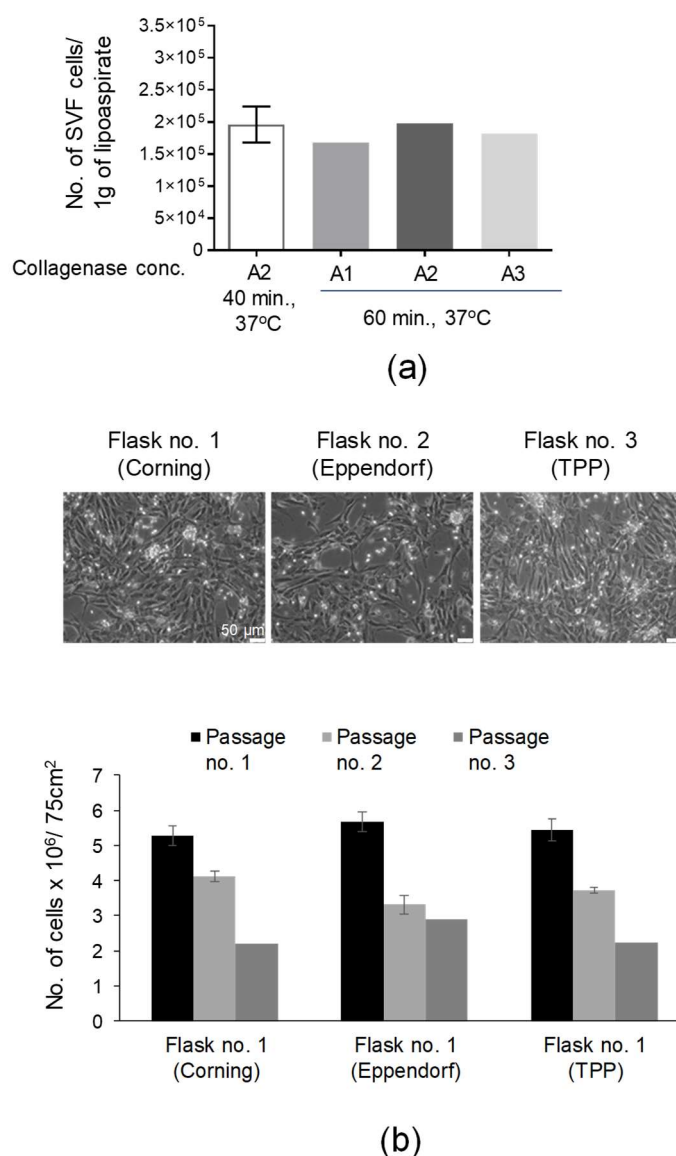 No. of SVF cells/
1g of lipoaspirate
3.5×10⁵
3×10⁵
2.5×10⁵
2×10⁵
1.5×10⁵
1×10⁵
5×10⁴
0
Collagenase conc. A2 A1 A2 A3
40 min., 37°C
60 min., 37°C
(a)
Flask no. 1
(Corning)
Flask no. 2
(Eppendorf)
Flask no. 3
(TPP)
50 µm
Passage no. 1
Passage no. 2
Passage no. 3
No. of cells x 10⁶/ 75cm²
7
6
5
4
3
2
1
0
Flask no. 1
(Corning)
Flask no. 1
(Eppendorf)
Flask no. 1
(TPP)
(b)